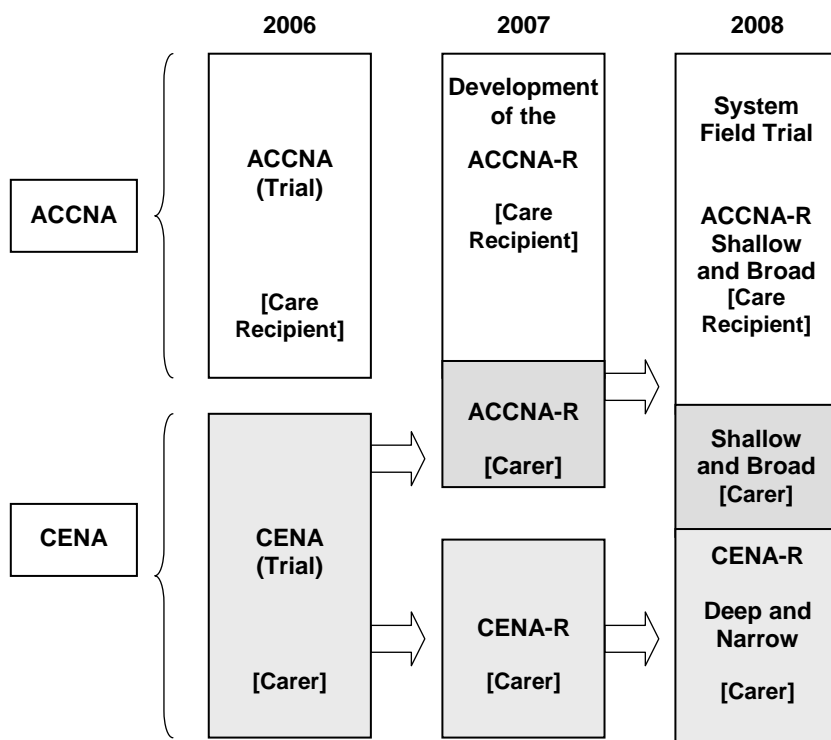 2006
2007
2008
ACCNA
ACCNA
(Trial)
[Care
Recipient]
Development
of the
ACCNA-R
[Care
Recipient]
System
Field Trial
ACCNA-R
Shallow
and Broad
[Care
Recipient]
ACCNA-R
[Carer]
Shallow
and Broad
[Carer]
CENA
CENA
(Trial)
[Carer]
CENA-R
[Carer]
CENA-R
Deep and
Narrow
[Carer]